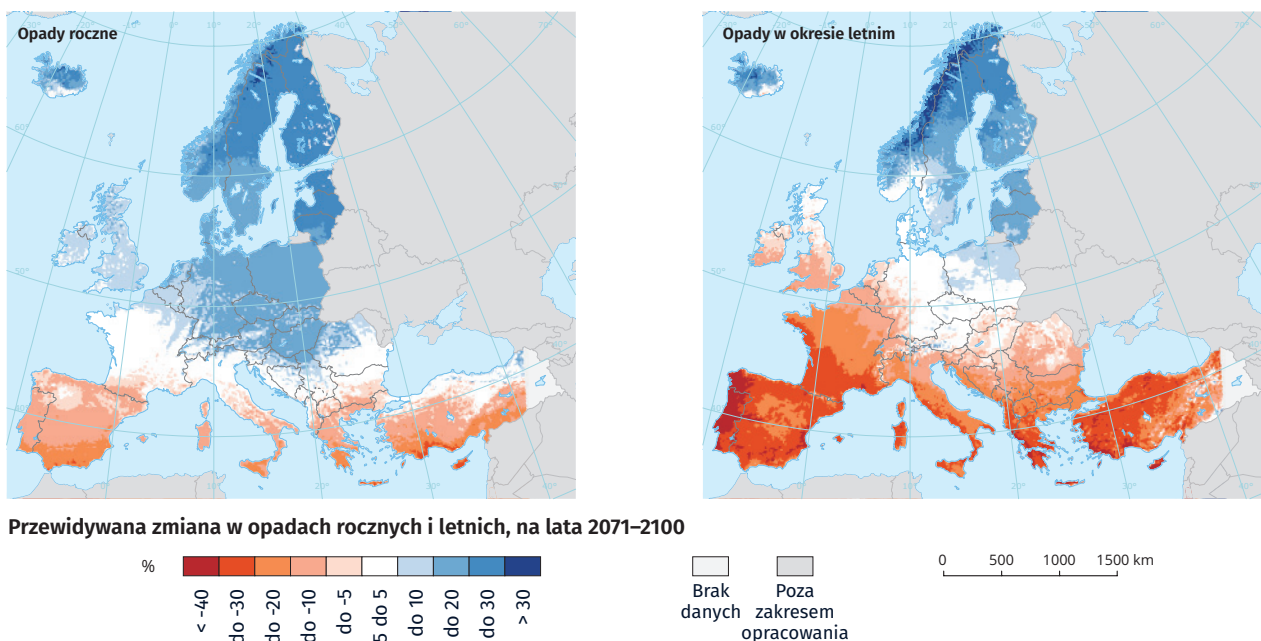 Opady roczne
Opady w okresie letnim
Przewidywana zmiana w opadach rocznych i letnich, na lata 2071–2100
%
< -40
do -30
do -20
do -10
do -5
5 do 5
do 10
do 20
do 30
> 30
Brak
danych
Poza
zakresem
opracowania
0 500 1000 1500 km